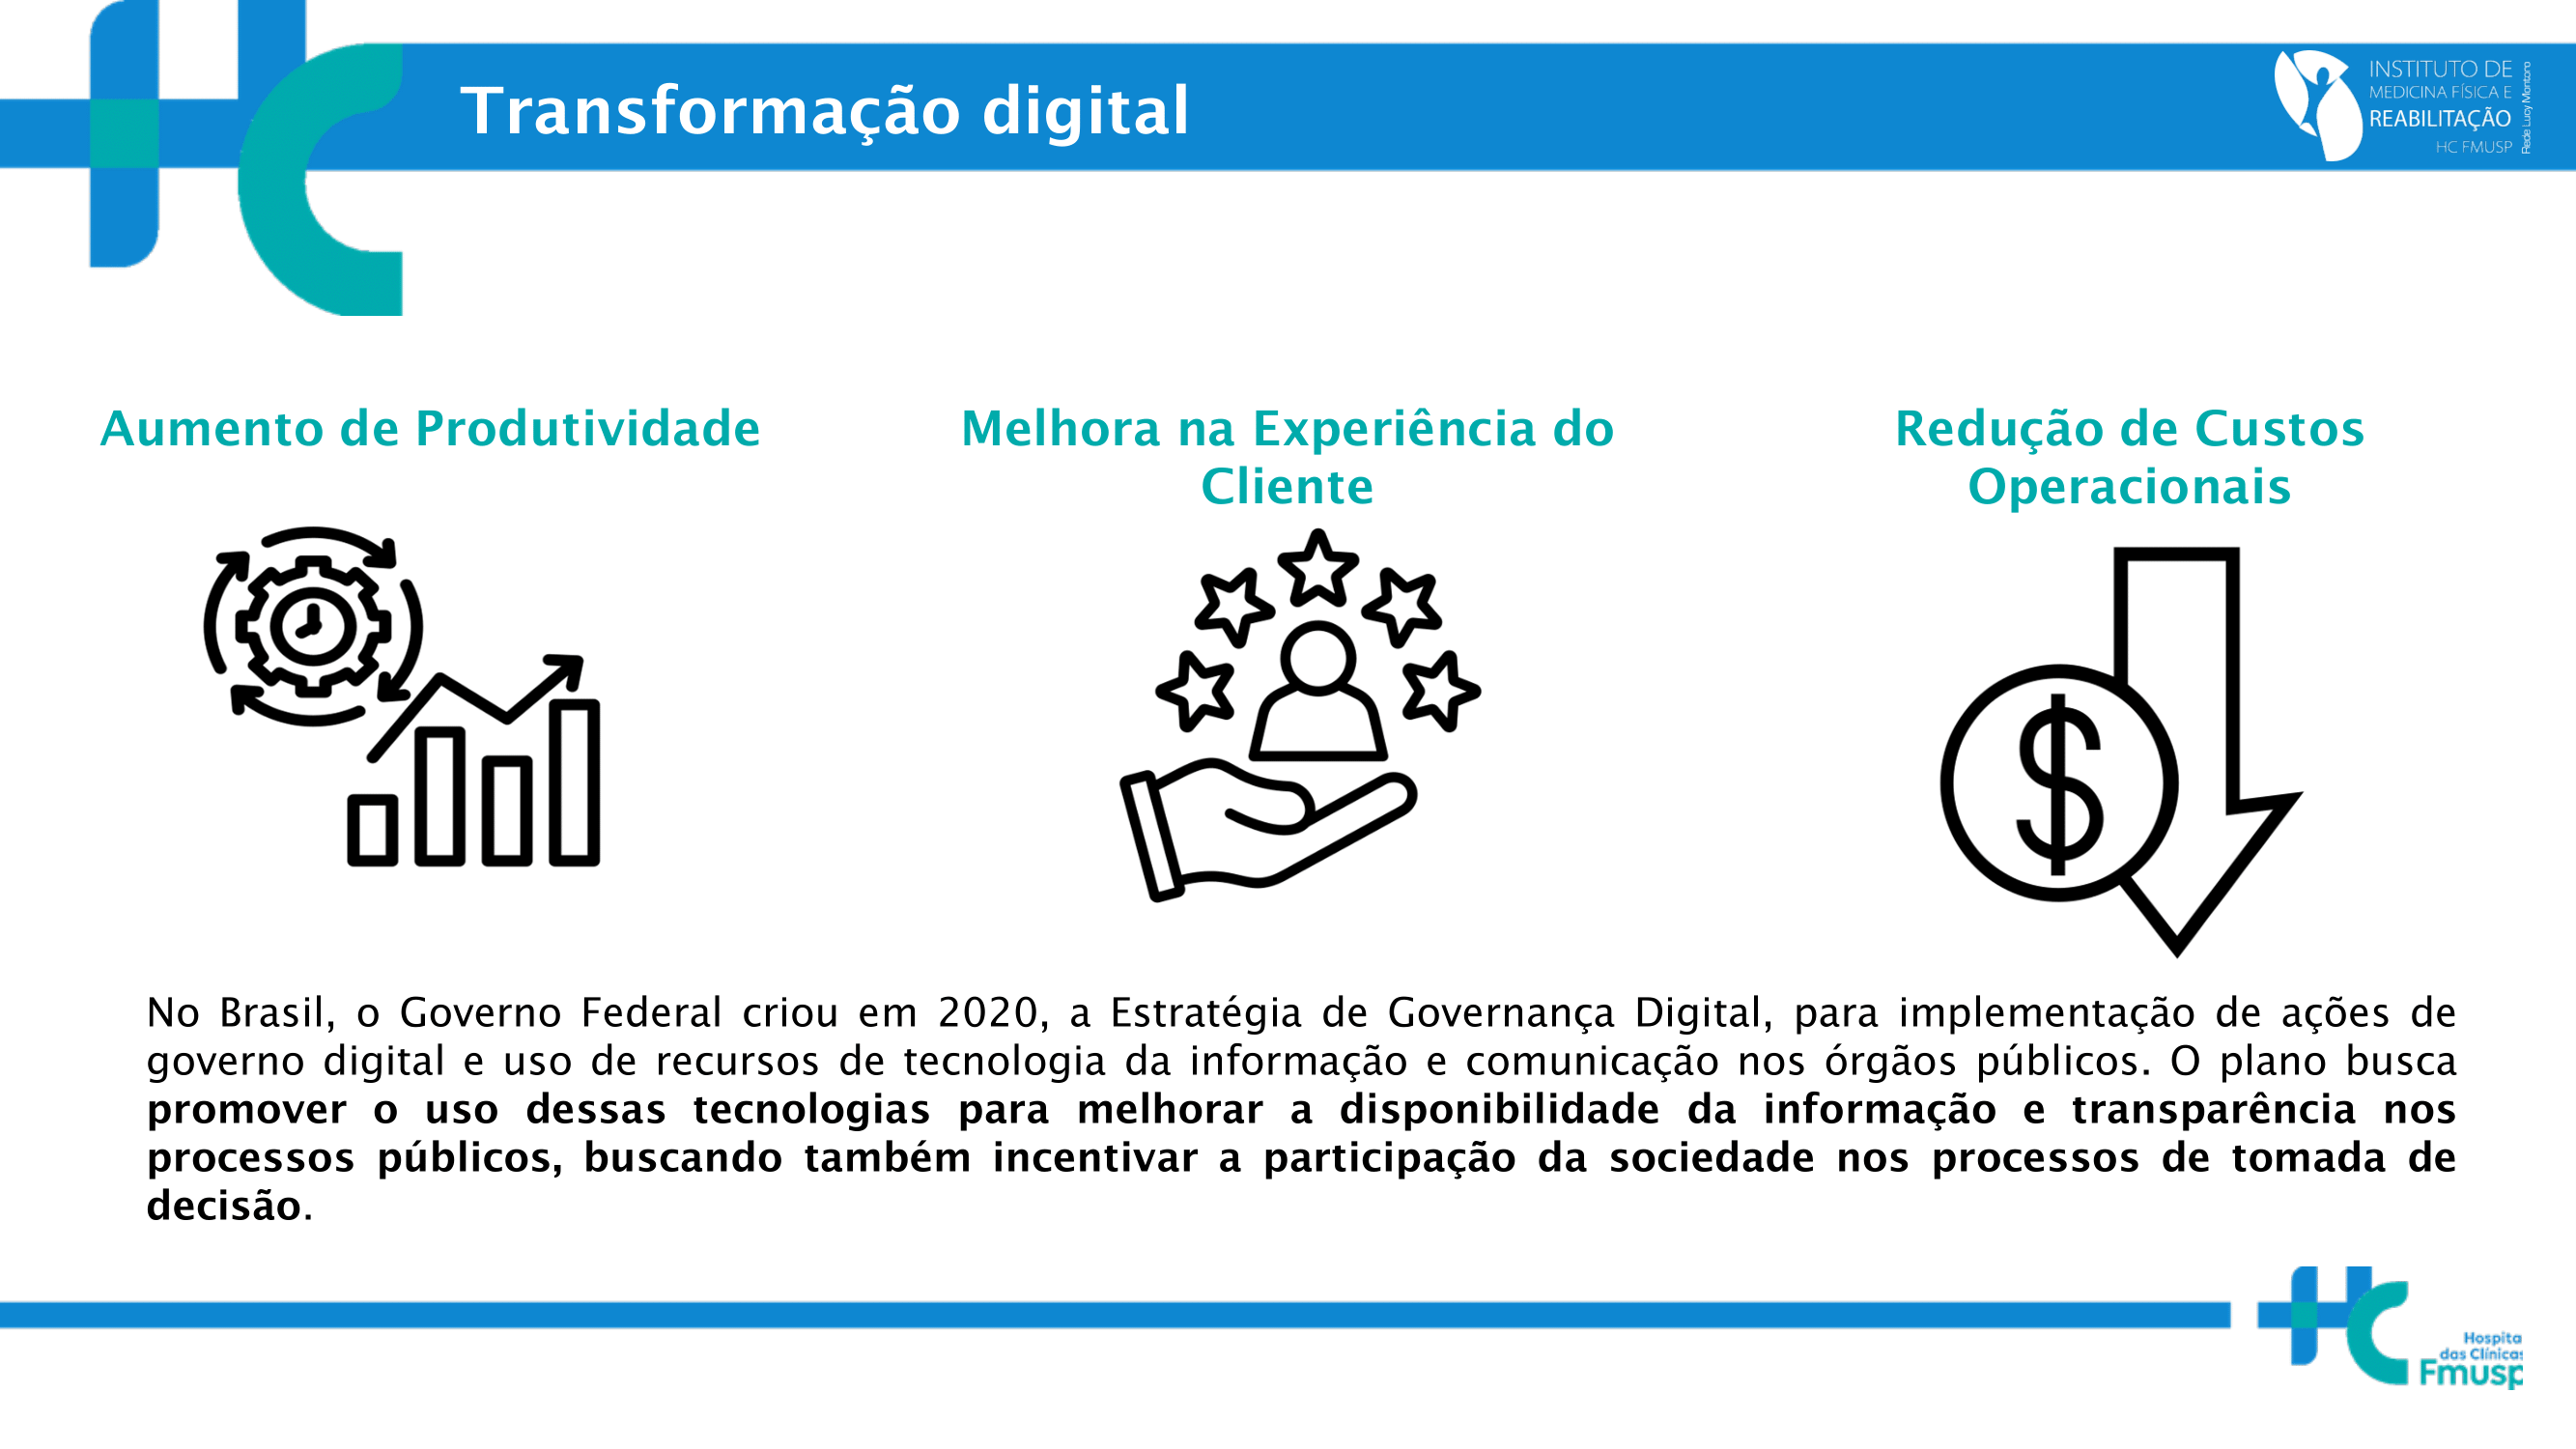 Transformação digital
INSTITUTO DE
MEDICINA FÍSICA E
REABILITAÇÃO
HC FMUSP
Rede Lucy Montoro
Aumento de Produtividade
Melhora na Experiência do
Cliente
Redução de Custos
Operacionais
$
No Brasil, o Governo Federal criou em 2020, a Estratégia de Governança Digital, para implementação de ações de
governo digital e uso de recursos de tecnologia da informação e comunicação nos órgãos públicos. O plano busca
promover o uso dessas tecnologias para melhorar a disponibilidade da informação e transparência nos
processos públicos, buscando também incentivar a participação da sociedade nos processos de tomada de
decisão.
HC
Hospita
das Clínicas
Fmusp